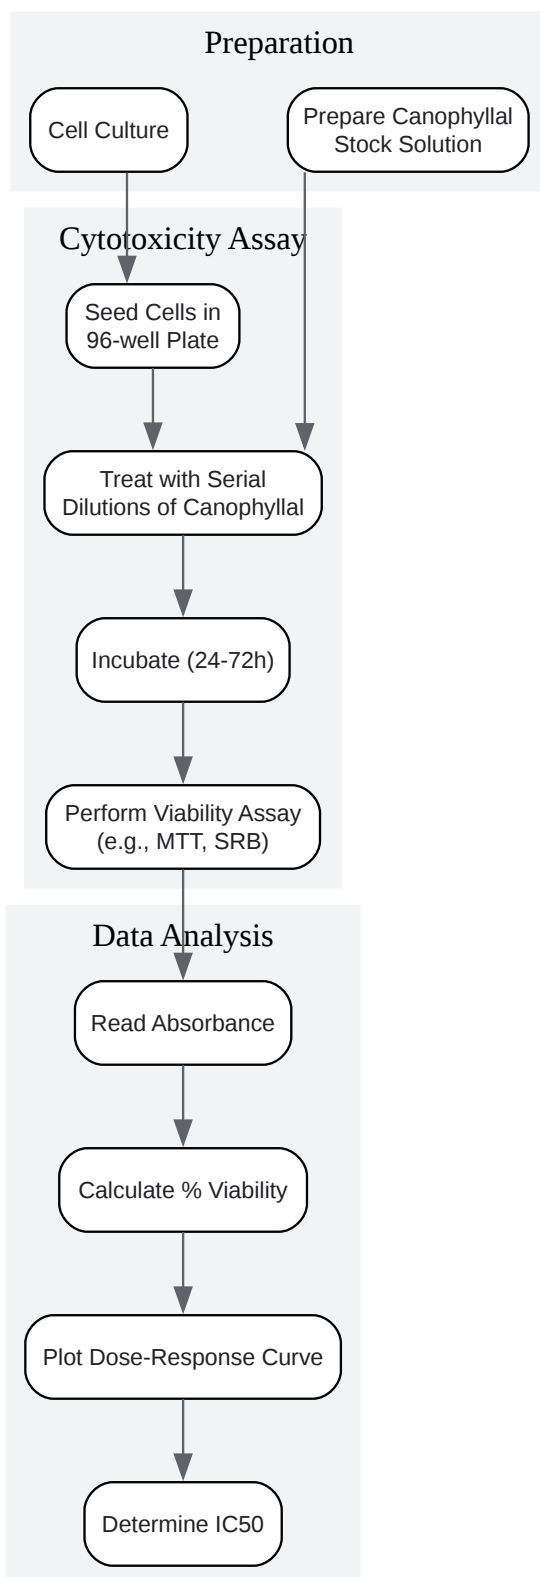 Preparation
Cell Culture
Prepare Canophyllal
Stock Solution
Cytotoxicity Assay
Seed Cells in
96-well Plate
Treat with Serial
Dilutions of Canophyllal
Incubate (24-72h)
Perform Viability Assay
(e.g., MTT, SRB)
Data Analysis
Read Absorbance
Calculate % Viability
Plot Dose-Response Curve
Determine IC50